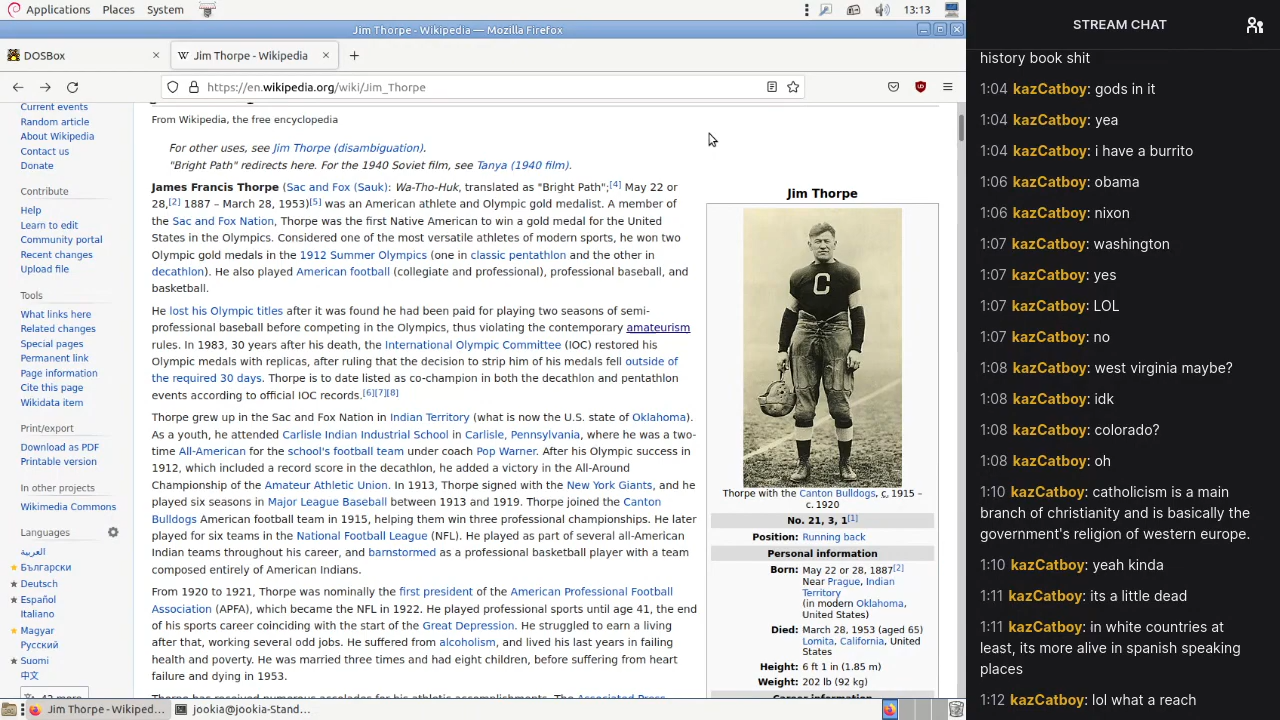 Applications Places System 13:13
Jim Thorpe - Wikipedia — Mozilla Firefox
DOSBox
Jim Thorpe - Wikipedia
https://en.wikipedia.org/wiki/Jim_Thorpe
Current events
Random article
About Wikipedia
Contact us
Donate
Contribute
Help
Learn to edit
Community portal
Recent changes
Upload file
Tools
What links here
Related changes
Special pages
Permanent link
Page information
Cite this page
Wikidata item
Print/export
Download as PDF
Printable version
In other projects
Wikimedia Commons
Languages
العربية
Български
Deutsch
Español
Italiano
Magyar
Русский
Suomi
中文
From Wikipedia, the free encyclopedia
For other uses, see Jim Thorpe (disambiguation).
"Bright Path" redirects here. For the 1940 Soviet film, see Tanya (1940 film).
James Francis Thorpe (Sac and Fox (Sauk): Wa-Tho-Huk, translated as "Bright Path";[4] May 22 or
28,[2] 1887 – March 28, 1953)[5] was an American athlete and Olympic gold medalist. A member of
the Sac and Fox Nation, Thorpe was the first Native American to win a gold medal for the United
States in the Olympics. Considered one of the most versatile athletes of modern sports, he won two
Olympic gold medals in the 1912 Summer Olympics (one in classic pentathlon and the other in
decathlon). He also played American football (collegiate and professional), professional baseball, and
basketball.
He lost his Olympic titles after it was found he had been paid for playing two seasons of semi-
professional baseball before competing in the Olympics, thus violating the contemporary amateurism
rules. In 1983, 30 years after his death, the International Olympic Committee (IOC) restored his
Olympic medals with replicas, after ruling that the decision to strip him of his medals fell outside of
the required 30 days. Thorpe is to date listed as co-champion in both the decathlon and pentathlon
events according to official IOC records.[6][7][8]
Thorpe grew up in the Sac and Fox Nation in Indian Territory (what is now the U.S. state of Oklahoma).
As a youth, he attended Carlisle Indian Industrial School in Carlisle, Pennsylvania, where he was a two-
time All-American for the school's football team under coach Pop Warner. After his Olympic success in
1912, which included a record score in the decathlon, he added a victory in the All-Around
Championship of the Amateur Athletic Union. In 1913, Thorpe signed with the New York Giants, and he
played six seasons in Major League Baseball between 1913 and 1919. Thorpe joined the Canton
Bulldogs American football team in 1915, helping them win three professional championships. He later
played for six teams in the National Football League (NFL). He played as part of several all-American
Indian teams throughout his career, and barnstormed as a professional basketball player with a team
composed entirely of American Indians.
From 1920 to 1921, Thorpe was nominally the first president of the American Professional Football
Association (APFA), which became the NFL in 1922. He played professional sports until age 41, the end
of his sports career coinciding with the start of the Great Depression. He struggled to earn a living
after that, working several odd jobs. He suffered from alcoholism, and lived his last years in failing
health and poverty. He was married three times and had eight children, before suffering from heart
failure and dying in 1953.
Jim Thorpe
C
Thorpe with the Canton Bulldogs, c. 1915 –
c. 1920
No. 21, 3, 1[1]
Position: Running back
Personal information
Born: May 22 or 28, 1887[2]
Near Prague, Indian
Territory
(in modern Oklahoma,
United States)
Died: March 28, 1953 (aged 65)
Lomita, California, United
States
Height: 6 ft 1 in (1.85 m)
Weight: 202 lb (92 kg)
Jim Thorpe - Wikiped...
jookia@jookia-Stand...
STREAM CHAT
history book shit
1:04 kazCatboy: gods in it
1:04 kazCatboy: yea
1:04 kazCatboy: i have a burrito
1:06 kazCatboy: obama
1:06 kazCatboy: nixon
1:07 kazCatboy: washington
1:07 kazCatboy: yes
1:07 kazCatboy: LOL
1:07 kazCatboy: no
1:08 kazCatboy: west virginia maybe?
1:08 kazCatboy: idk
1:08 kazCatboy: colorado?
1:08 kazCatboy: oh
1:10 kazCatboy: catholicism is a main
branch of christianity and is basically the
government's religion of western europe.
1:10 kazCatboy: yeah kinda
1:11 kazCatboy: its a little dead
1:11 kazCatboy: in white countries at
least, its more alive in spanish speaking
places
1:12 kazCatboy: lol what a reach